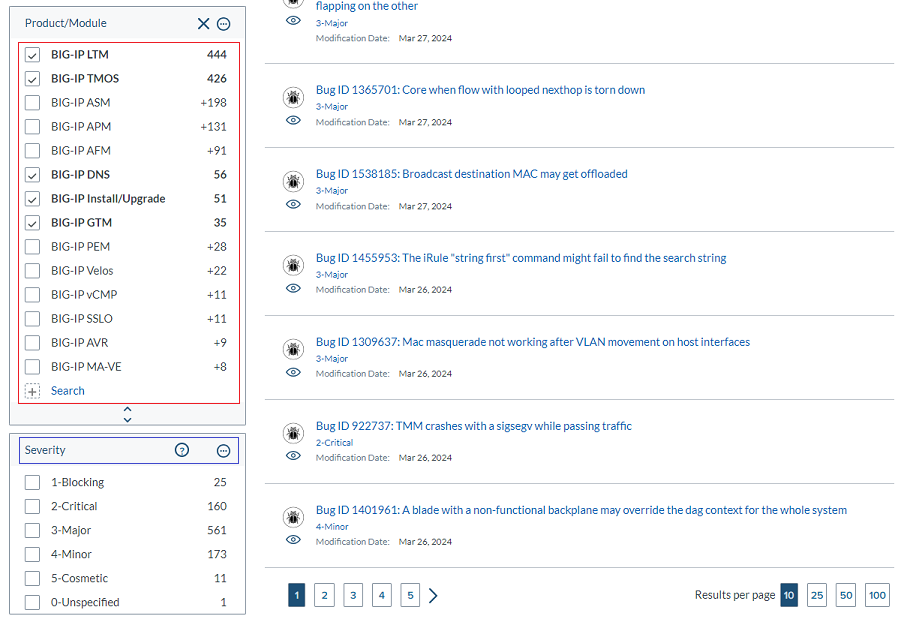 Product/Module
BIG-IP LTM 444
BIG-IP TMOS 426
BIG-IP ASM +198
BIG-IP APM +131
BIG-IP AFM +91
BIG-IP DNS 56
BIG-IP Install/Upgrade 51
BIG-IP GTM 35
BIG-IP PEM +28
BIG-IP Velos +22
BIG-IP vCMP +11
BIG-IP SSLO +11
BIG-IP AVR +9
BIG-IP MA-VE +8
Search
Severity ?
1-Blocking 25
2-Critical 160
3-Major 561
4-Minor 173
5-Cosmetic 11
0-Unspecified 1
flapping on the other
3-Major
Modification Date: Mar 27, 2024
Bug ID 1365701: Core when flow with looped nexthop is torn down
3-Major
Modification Date: Mar 27, 2024
Bug ID 1538185: Broadcast destination MAC may get offloaded
3-Major
Modification Date: Mar 27, 2024
Bug ID 1455953: The iRule "string first" command might fail to find the search string
3-Major
Modification Date: Mar 26, 2024
Bug ID 1309637: Mac masquerade not working after VLAN movement on host interfaces
3-Major
Modification Date: Mar 26, 2024
Bug ID 922737: TMM crashes with a sigsegv while passing traffic
2-Critical
Modification Date: Mar 26, 2024
Bug ID 1401961: A blade with a non-functional backplane may override the dag context for the whole system
4-Minor
Modification Date: Mar 26, 2024
1 2 3 4 5 Results per page 10 25 50 100